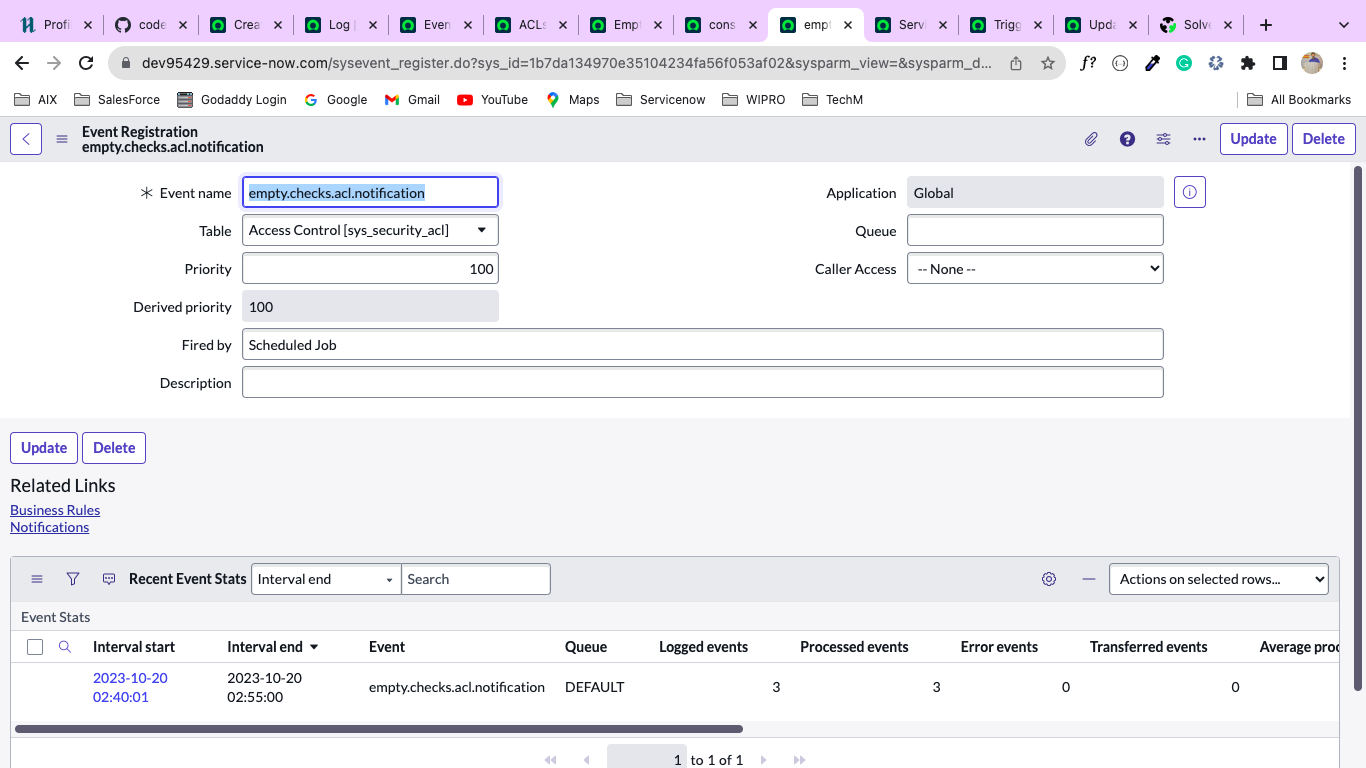 Profi
code
Crea
Log |
Even
ACLs
Empt
cons
empt
Servi
Trigg
Upda
Solve
dev95429.service-now.com/sysevent_register.do?sys_id=1b7da134970e35104234fa56f053af02&sysparm_view=&sysparm_d...
f?
AIX
SalesForce
Godaddy Login
Google
Gmail
YouTube
Maps
Servicenow
WIPRO
TechM
All Bookmarks
Event Registration
empty.checks.acl.notification
Update
Delete
Event name
empty.checks.acl.notification
Application
Global
Table
Access Control [sys_security_acl]
Queue
Priority
100
Caller Access
-- None --
Derived priority
100
Fired by
Scheduled Job
Description
Update
Delete
Related Links
Business Rules
Notifications
Recent Event Stats
Interval end
Search
Actions on selected rows...
Event Stats
Interval start
Interval end
Event
Queue
Logged events
Processed events
Error events
Transferred events
Average proc
2023-10-20
02:40:01
2023-10-20
02:55:00
empty.checks.acl.notification
DEFAULT
3
3
0
0
1 to 1 of 1